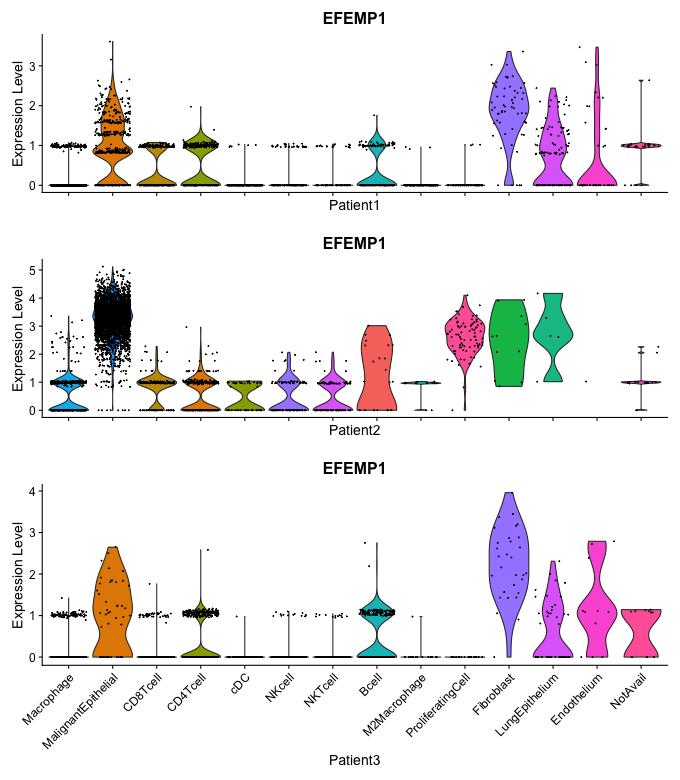 EFEMP1
Expression Level
3
2
1
0
Patient1
EFEMP1
Expression Level
5
4
3
2
1
0
Patient2
EFEMP1
Expression Level
4
3
2
1
0
Macrophage
MalignantEpithelial
CD8Tcell
CD4Tcell
cDC
NKcell
NKTcell
Bcell
M2Macrophage
ProliferatingCell
Fibroblast
LungEpithelium
Endothelium
NotAvail
Patient3